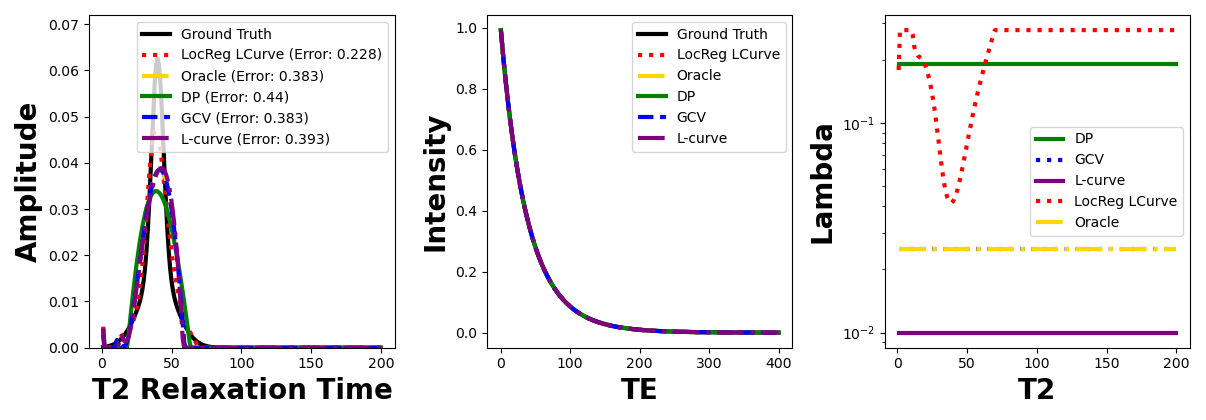 0.07
0.06
0.05
0.04
0.03
0.02
0.01
0.00
Amplitude
Ground Truth
LocReg LCurve (Error: 0.228)
Oracle (Error: 0.383)
DP (Error: 0.44)
GCV (Error: 0.383)
L-curve (Error: 0.393)
0 50 100 150 200
T2 Relaxation Time
1.0
0.8
0.6
0.4
0.2
0.0
Intensity
Ground Truth
LocReg LCurve
Oracle
DP
GCV
L-curve
0 100 200 300 400
TE
10⁻¹
10⁻²
Lambda
DP
GCV
L-curve
LocReg LCurve
Oracle
0 50 100 150 200
T2